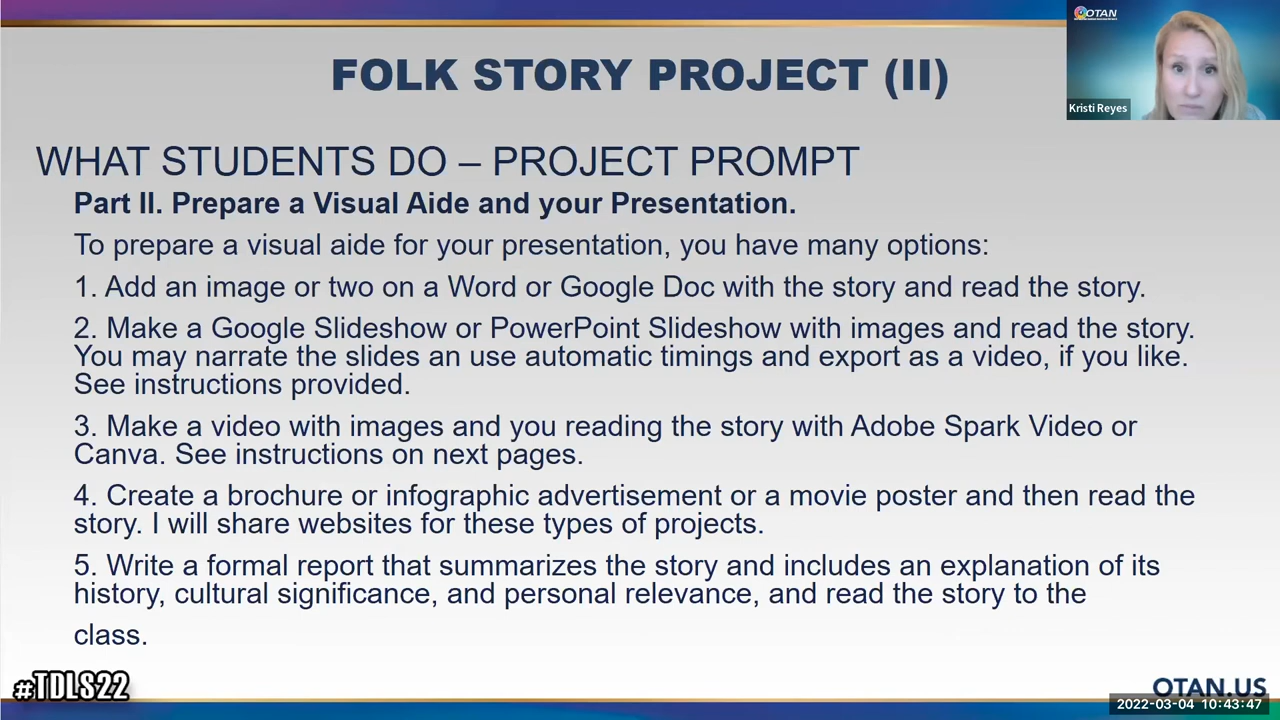 OTAN
Kristi Reyes
FOLK STORY PROJECT (II)
WHAT STUDENTS DO – PROJECT PROMPT
Part II. Prepare a Visual Aide and your Presentation.
To prepare a visual aide for your presentation, you have many options:
1. Add an image or two on a Word or Google Doc with the story and read the story.
2. Make a Google Slideshow or PowerPoint Slideshow with images and read the story.
You may narrate the slides an use automatic timings and export as a video, if you like.
See instructions provided.
3. Make a video with images and you reading the story with Adobe Spark Video or
Canva. See instructions on next pages.
4. Create a brochure or infographic advertisement or a movie poster and then read the
story. I will share websites for these types of projects.
5. Write a formal report that summarizes the story and includes an explanation of its
history, cultural significance, and personal relevance, and read the story to the
class.
#TDLS22
OTAN.US
2022-03-04 10:43:47